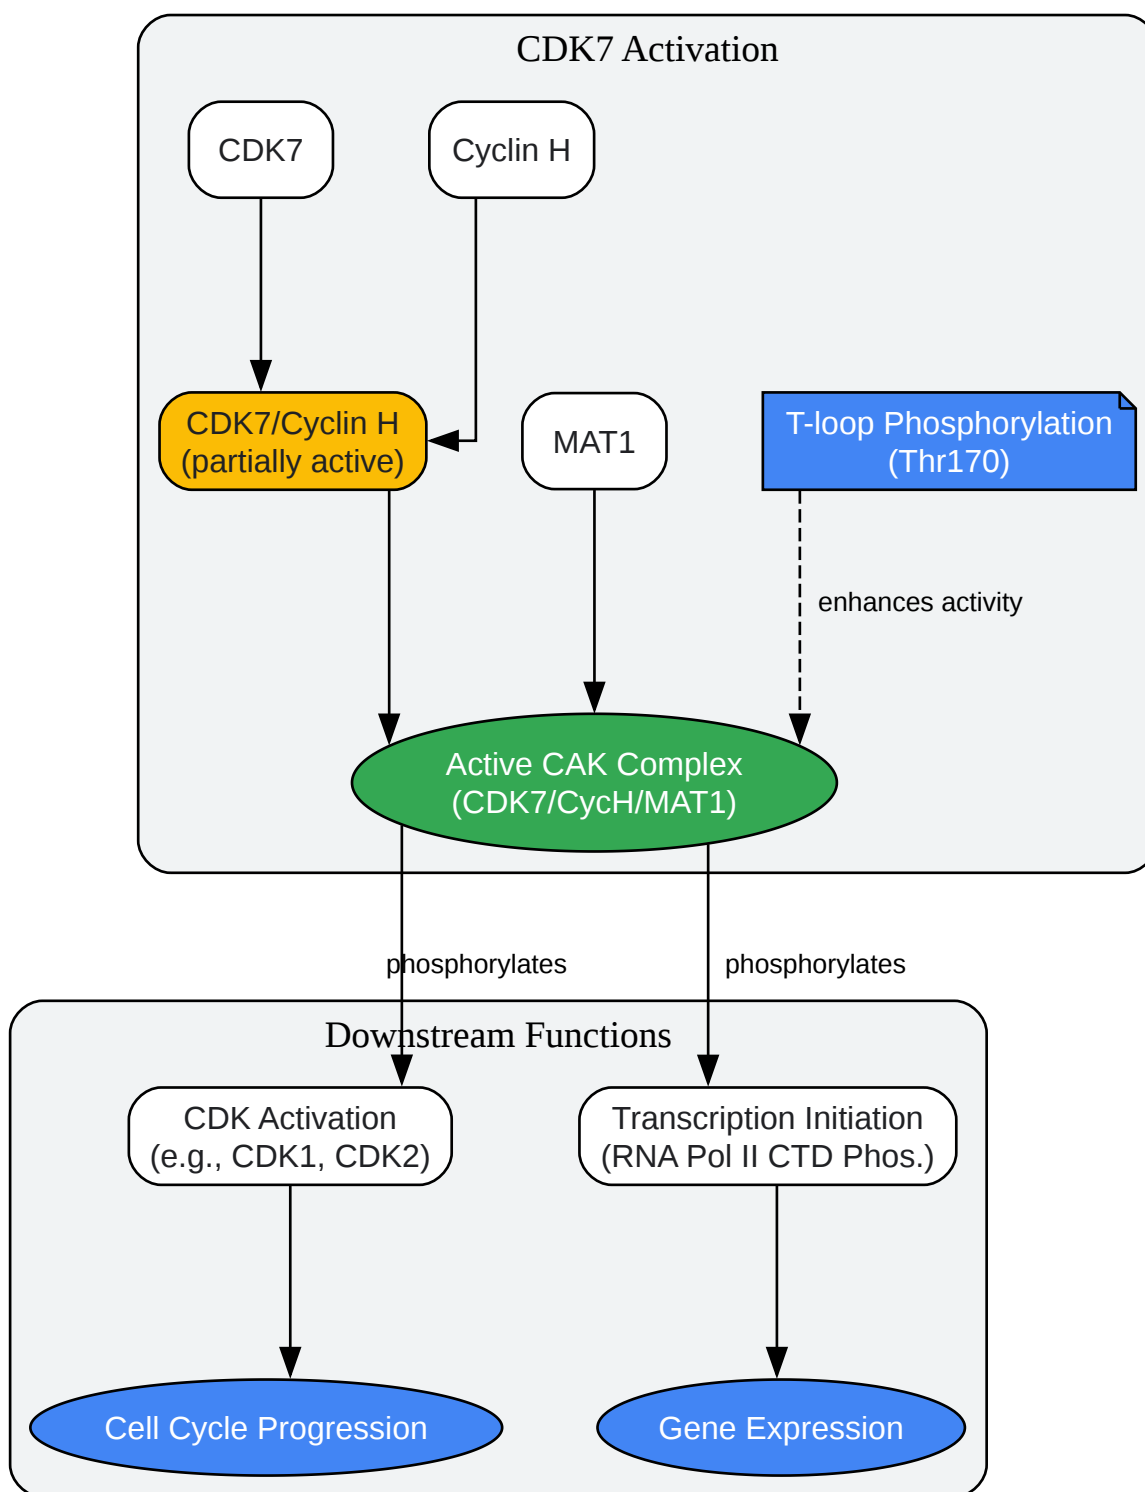 CDK7 Activation
CDK7
Cyclin H
CDK7/Cyclin H
(partially active)
MAT1
T-loop Phosphorylation
(Thr170)
enhances activity
Active CAK Complex
(CDK7/CycH/MAT1)
phosphorylates
phosphorylates
Downstream Functions
CDK Activation
(e.g., CDK1, CDK2)
Transcription Initiation
(RNA Pol II CTD Phos.)
Cell Cycle Progression
Gene Expression